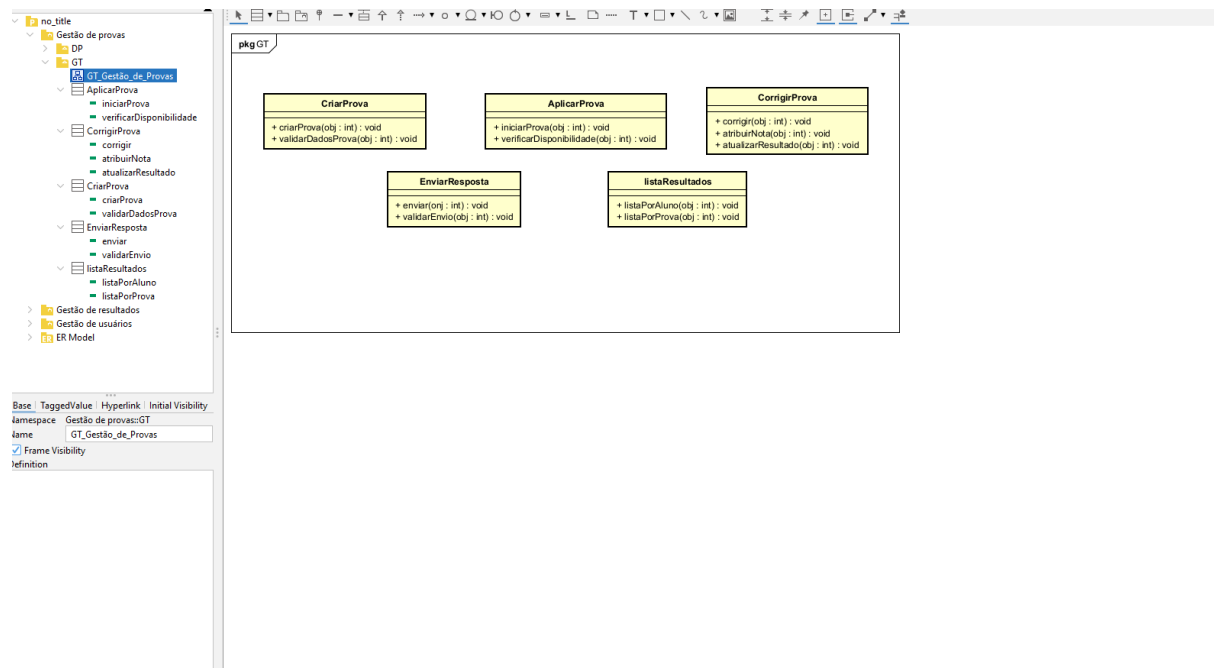 no_title
Gestão de provas
DP
GT
GT_Gestão_de_Provas
AplicarProva
iniciarProva
verificarDisponibilidade
CorrigirProva
corrigir
atribuirNota
atualizarResultado
CriarProva
criarProva
validarDadosProva
EnviarResposta
enviar
validarEnvio
listaResultados
listaPorAluno
listaPorProva
Gestão de resultados
Gestão de usuários
ER Model
Base TaggedValue Hyperlink Initial Visibility
Namespace Gestão de provas::GT
Name GT_Gestão_de_Provas
Frame Visibility
Definition
pkg GT
CriarProva
+ criarProva(obj : int) : void
+ validarDadosProva(obj : int) : void
AplicarProva
+ iniciarProva(obj : int) : void
+ verificarDisponibilidade(obj : int) : void
CorrigirProva
+ corrigir(obj : int) : void
+ atribuirNota(obj : int) : void
+ atualizarResultado(obj : int) : void
EnviarResposta
+ enviar(onj : int) : void
+ validarEnvio(obj : int) : void
listaResultados
+ listaPorAluno(obj : int) : void
+ listaPorProva(obj : int) : void